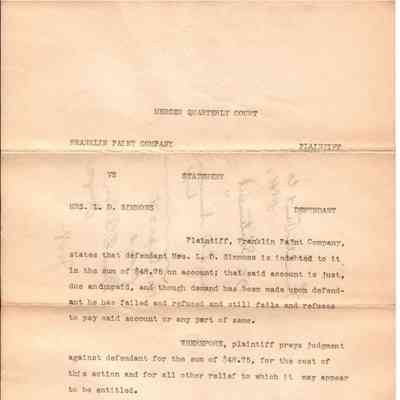 MERCER QUARTERLY COURT
FRANKLIN PAINT COMPANY PLAINTIFF
VS STATEMENT
MRS. L. D. SIMMONS DEFENDANT
Plaintiff, Franklin Paint Company,
states that defendant Mrs. L. D. Simmons is indebted to it
in the sum of $48.75 on account; that said account is just,
due and unpaid, and though demand has been made upon defend-
ant he has failed and refused and still fails and refuses
to pay said account or any part of same.
WHEREFORE, plaintiff prays judgment
against defendant for the sum of $48.75, for the cost of
this action and for all other relief to which it may appear
to be entitled.